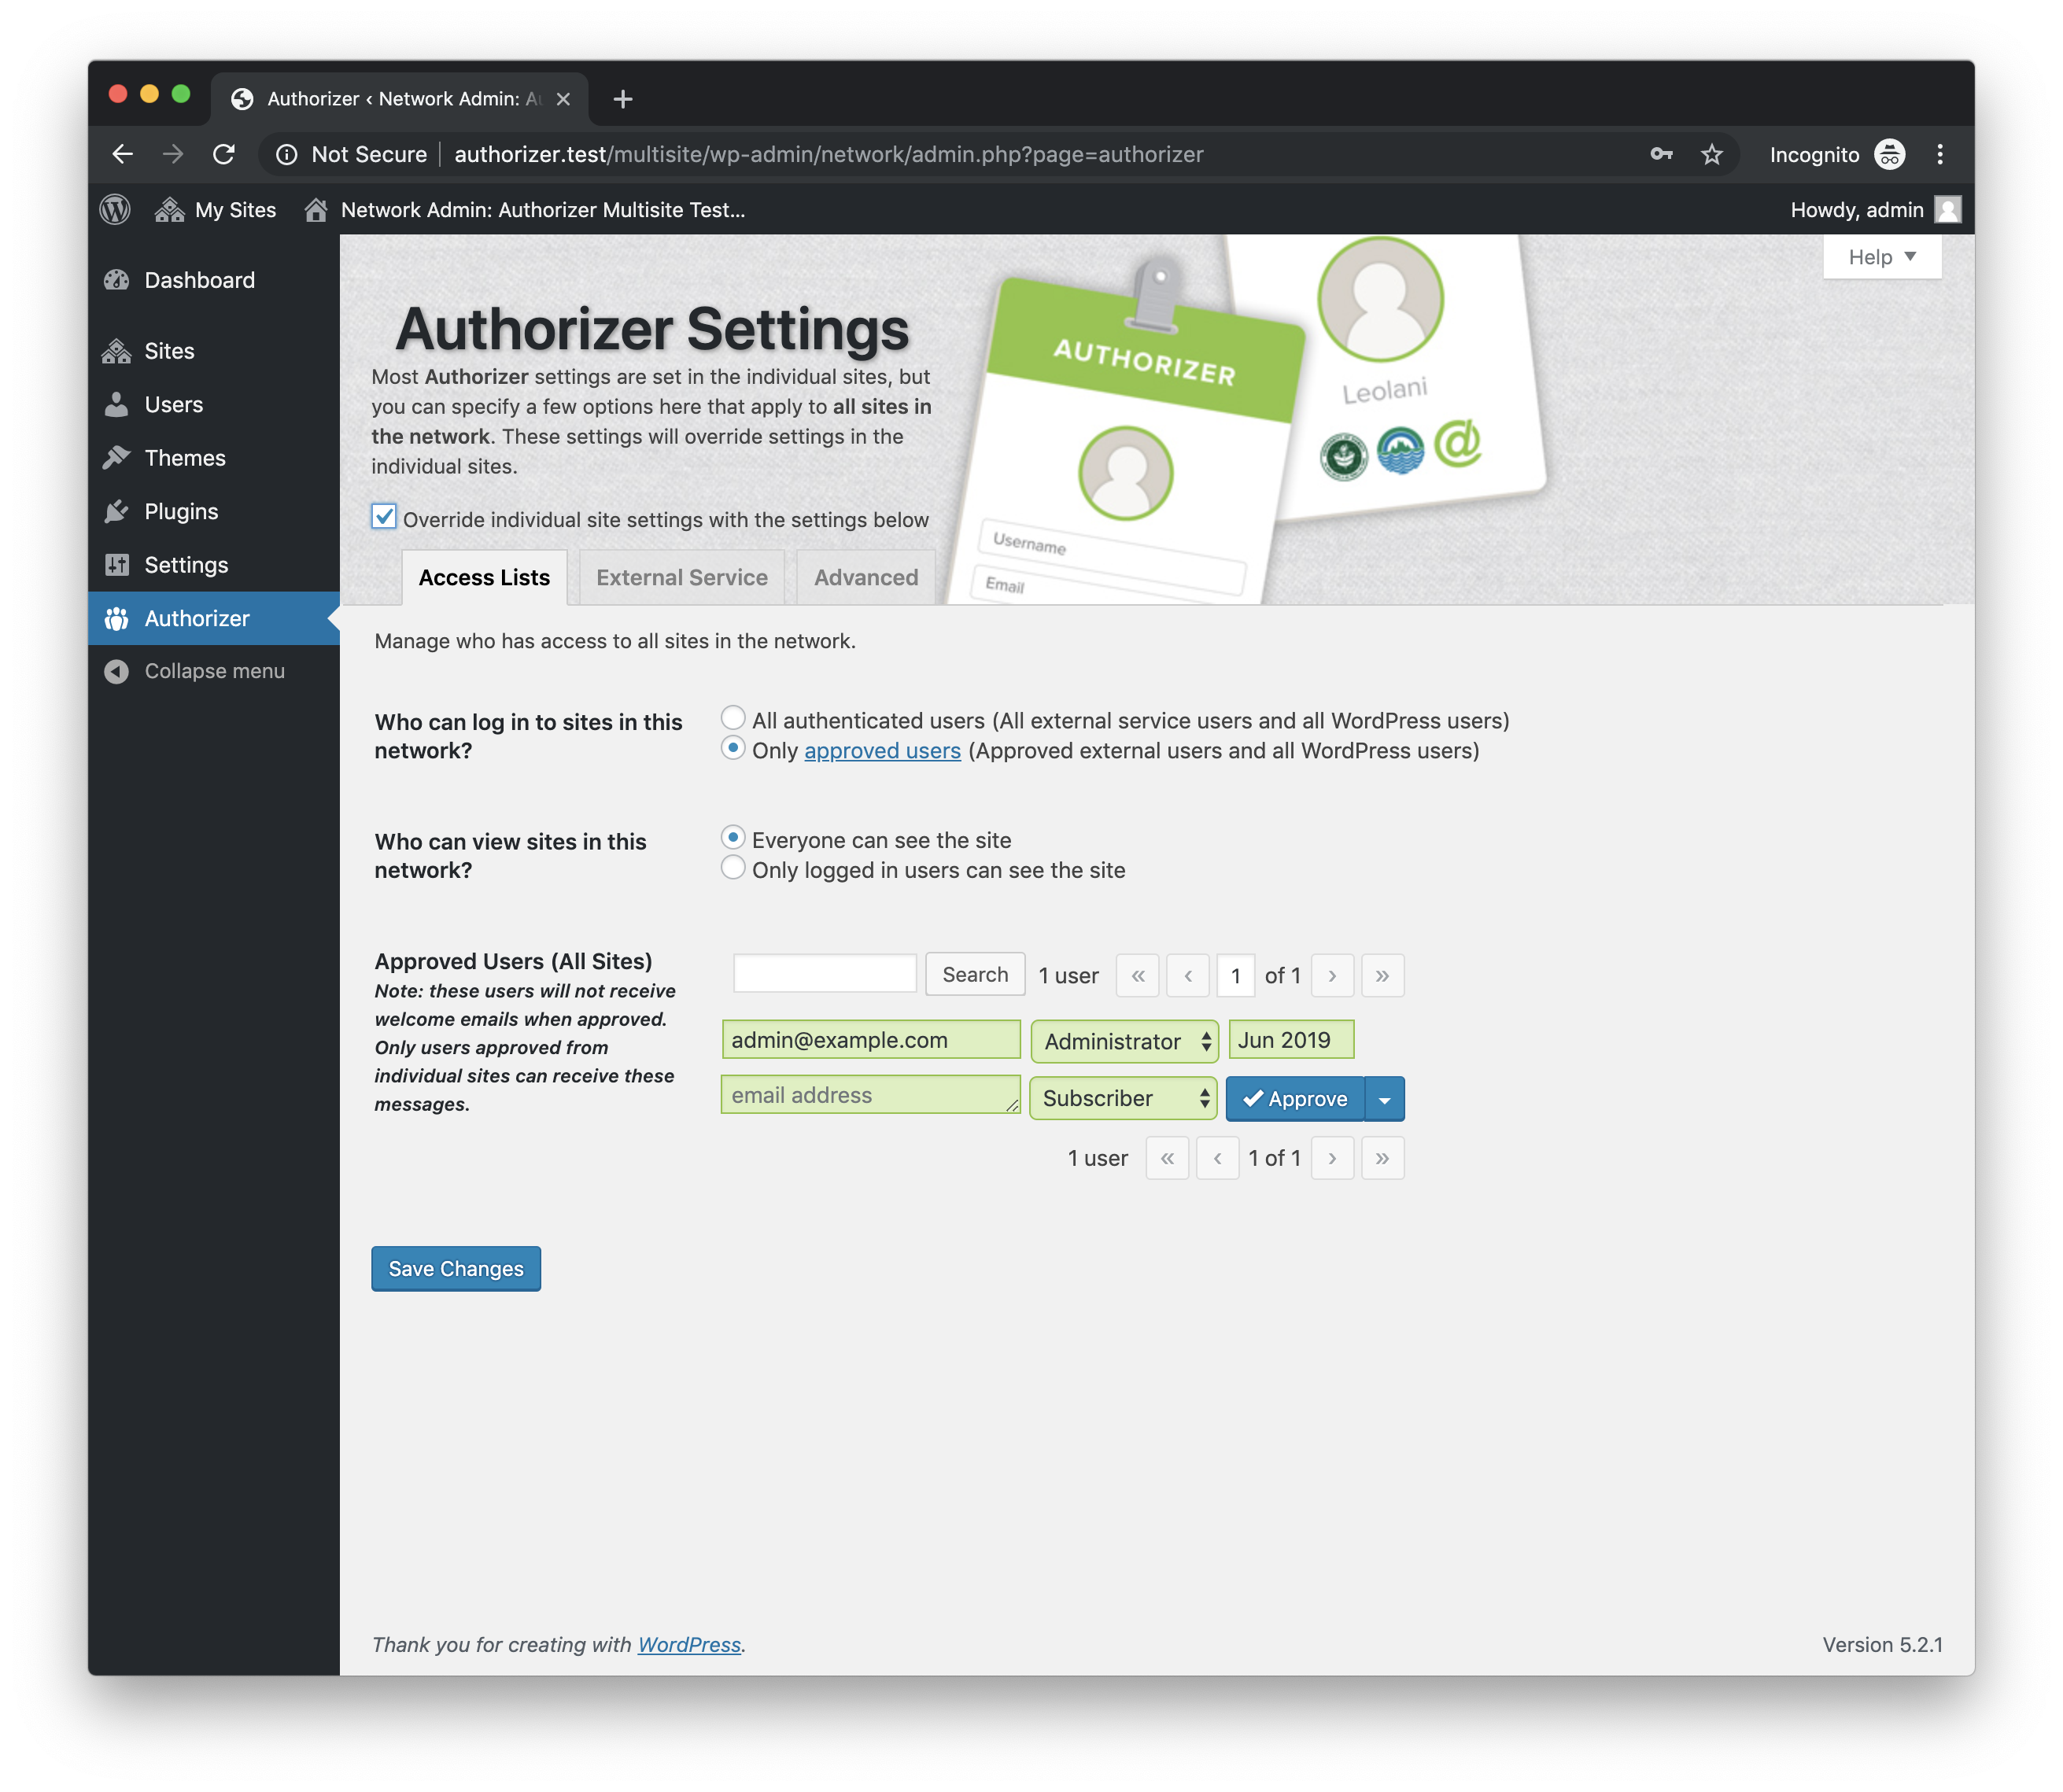 Authorizer ‹ Network Admin: Au
Not Secure authorizer.test/multisite/wp-admin/network/admin.php?page=authorizer Incognito
My Sites Network Admin: Authorizer Multisite Test... Howdy, admin
Help
Dashboard
Sites
Users
Themes
Plugins
Settings
Authorizer
Collapse menu
Authorizer Settings
Most Authorizer settings are set in the individual sites, but
you can specify a few options here that apply to all sites in
the network. These settings will override settings in the
individual sites.
Override individual site settings with the settings below
AUTHORIZER
Username
Email
Leolani
Access Lists External Service Advanced
Manage who has access to all sites in the network.
Who can log in to sites in this
network?
All authenticated users (All external service users and all WordPress users)
Only approved users (Approved external users and all WordPress users)
Who can view sites in this
network?
Everyone can see the site
Only logged in users can see the site
Approved Users (All Sites)
Note: these users will not receive
welcome emails when approved.
Only users approved from
individual sites can receive these
messages.
Search 1 user « ‹ 1 of 1 › »
admin@example.com Administrator Jun 2019
email address Subscriber Approve
1 user « ‹ 1 of 1 › »
Save Changes
Thank you for creating with WordPress. Version 5.2.1